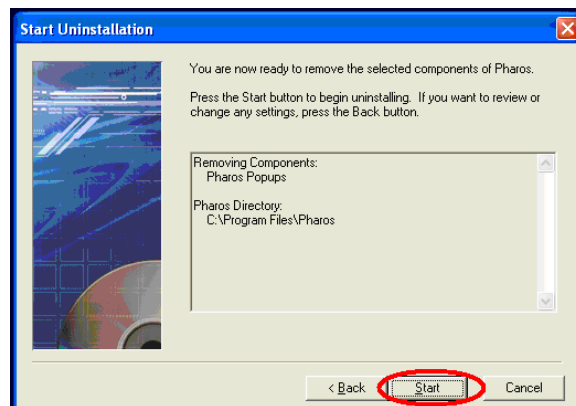 Start Uninstallation
You are now ready to remove the selected components of Pharos.
Press the Start button to begin uninstalling. If you want to review or
change any settings, press the Back button.
Removing Components:
Pharos Popups
Pharos Directory:
C:\Program Files\Pharos
< Back
Start
Cancel